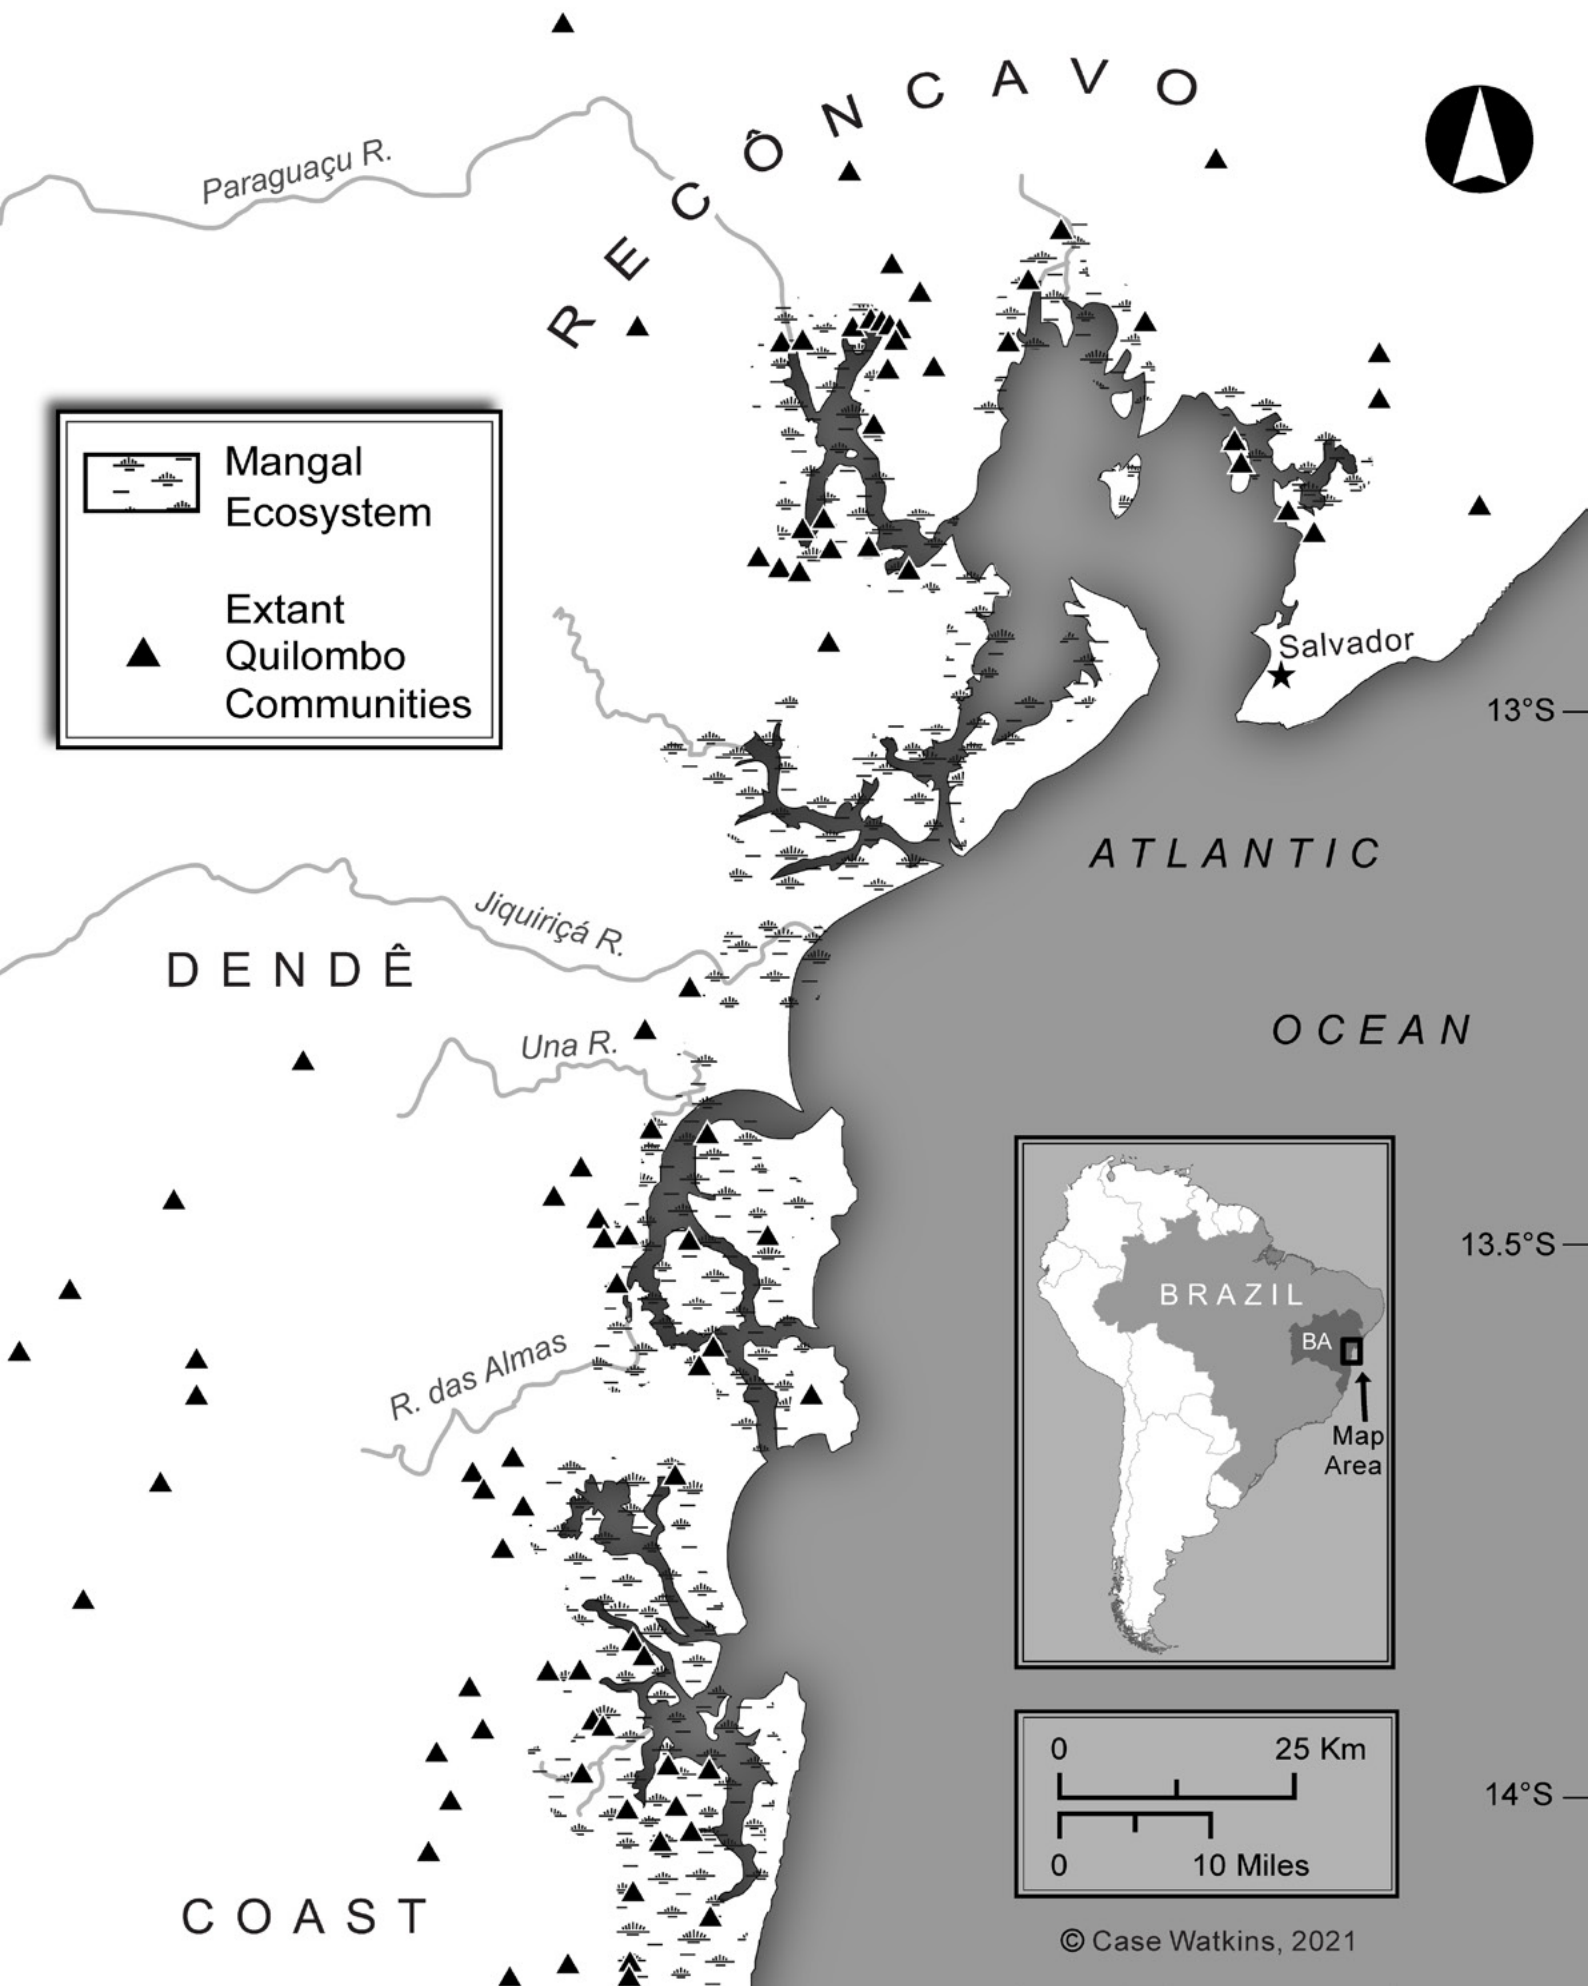 RECÔNCAVO
Paraguaçu R.
Mangal
Ecosystem
Extant
Quilombo
Communities
Salvador
13°S
ATLANTIC
Jiquiriçá R.
DENDÊ
OCEAN
Una R.
13.5°S
BRAZIL
BA
R. das Almas
Map
Area
0 25 Km
14°S
0 10 Miles
COAST
© Case Watkins, 2021